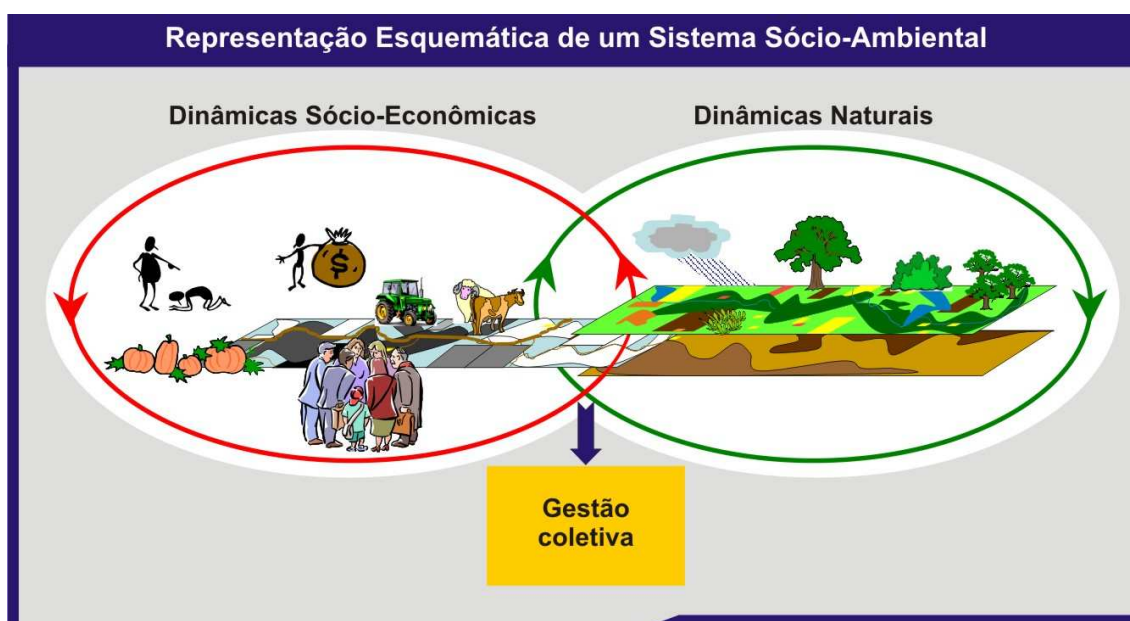 Representação Esquemática de um Sistema Sócio-Ambiental
Dinâmicas Sócio-Econômicas
Dinâmicas Naturais
$
Gestão
coletiva